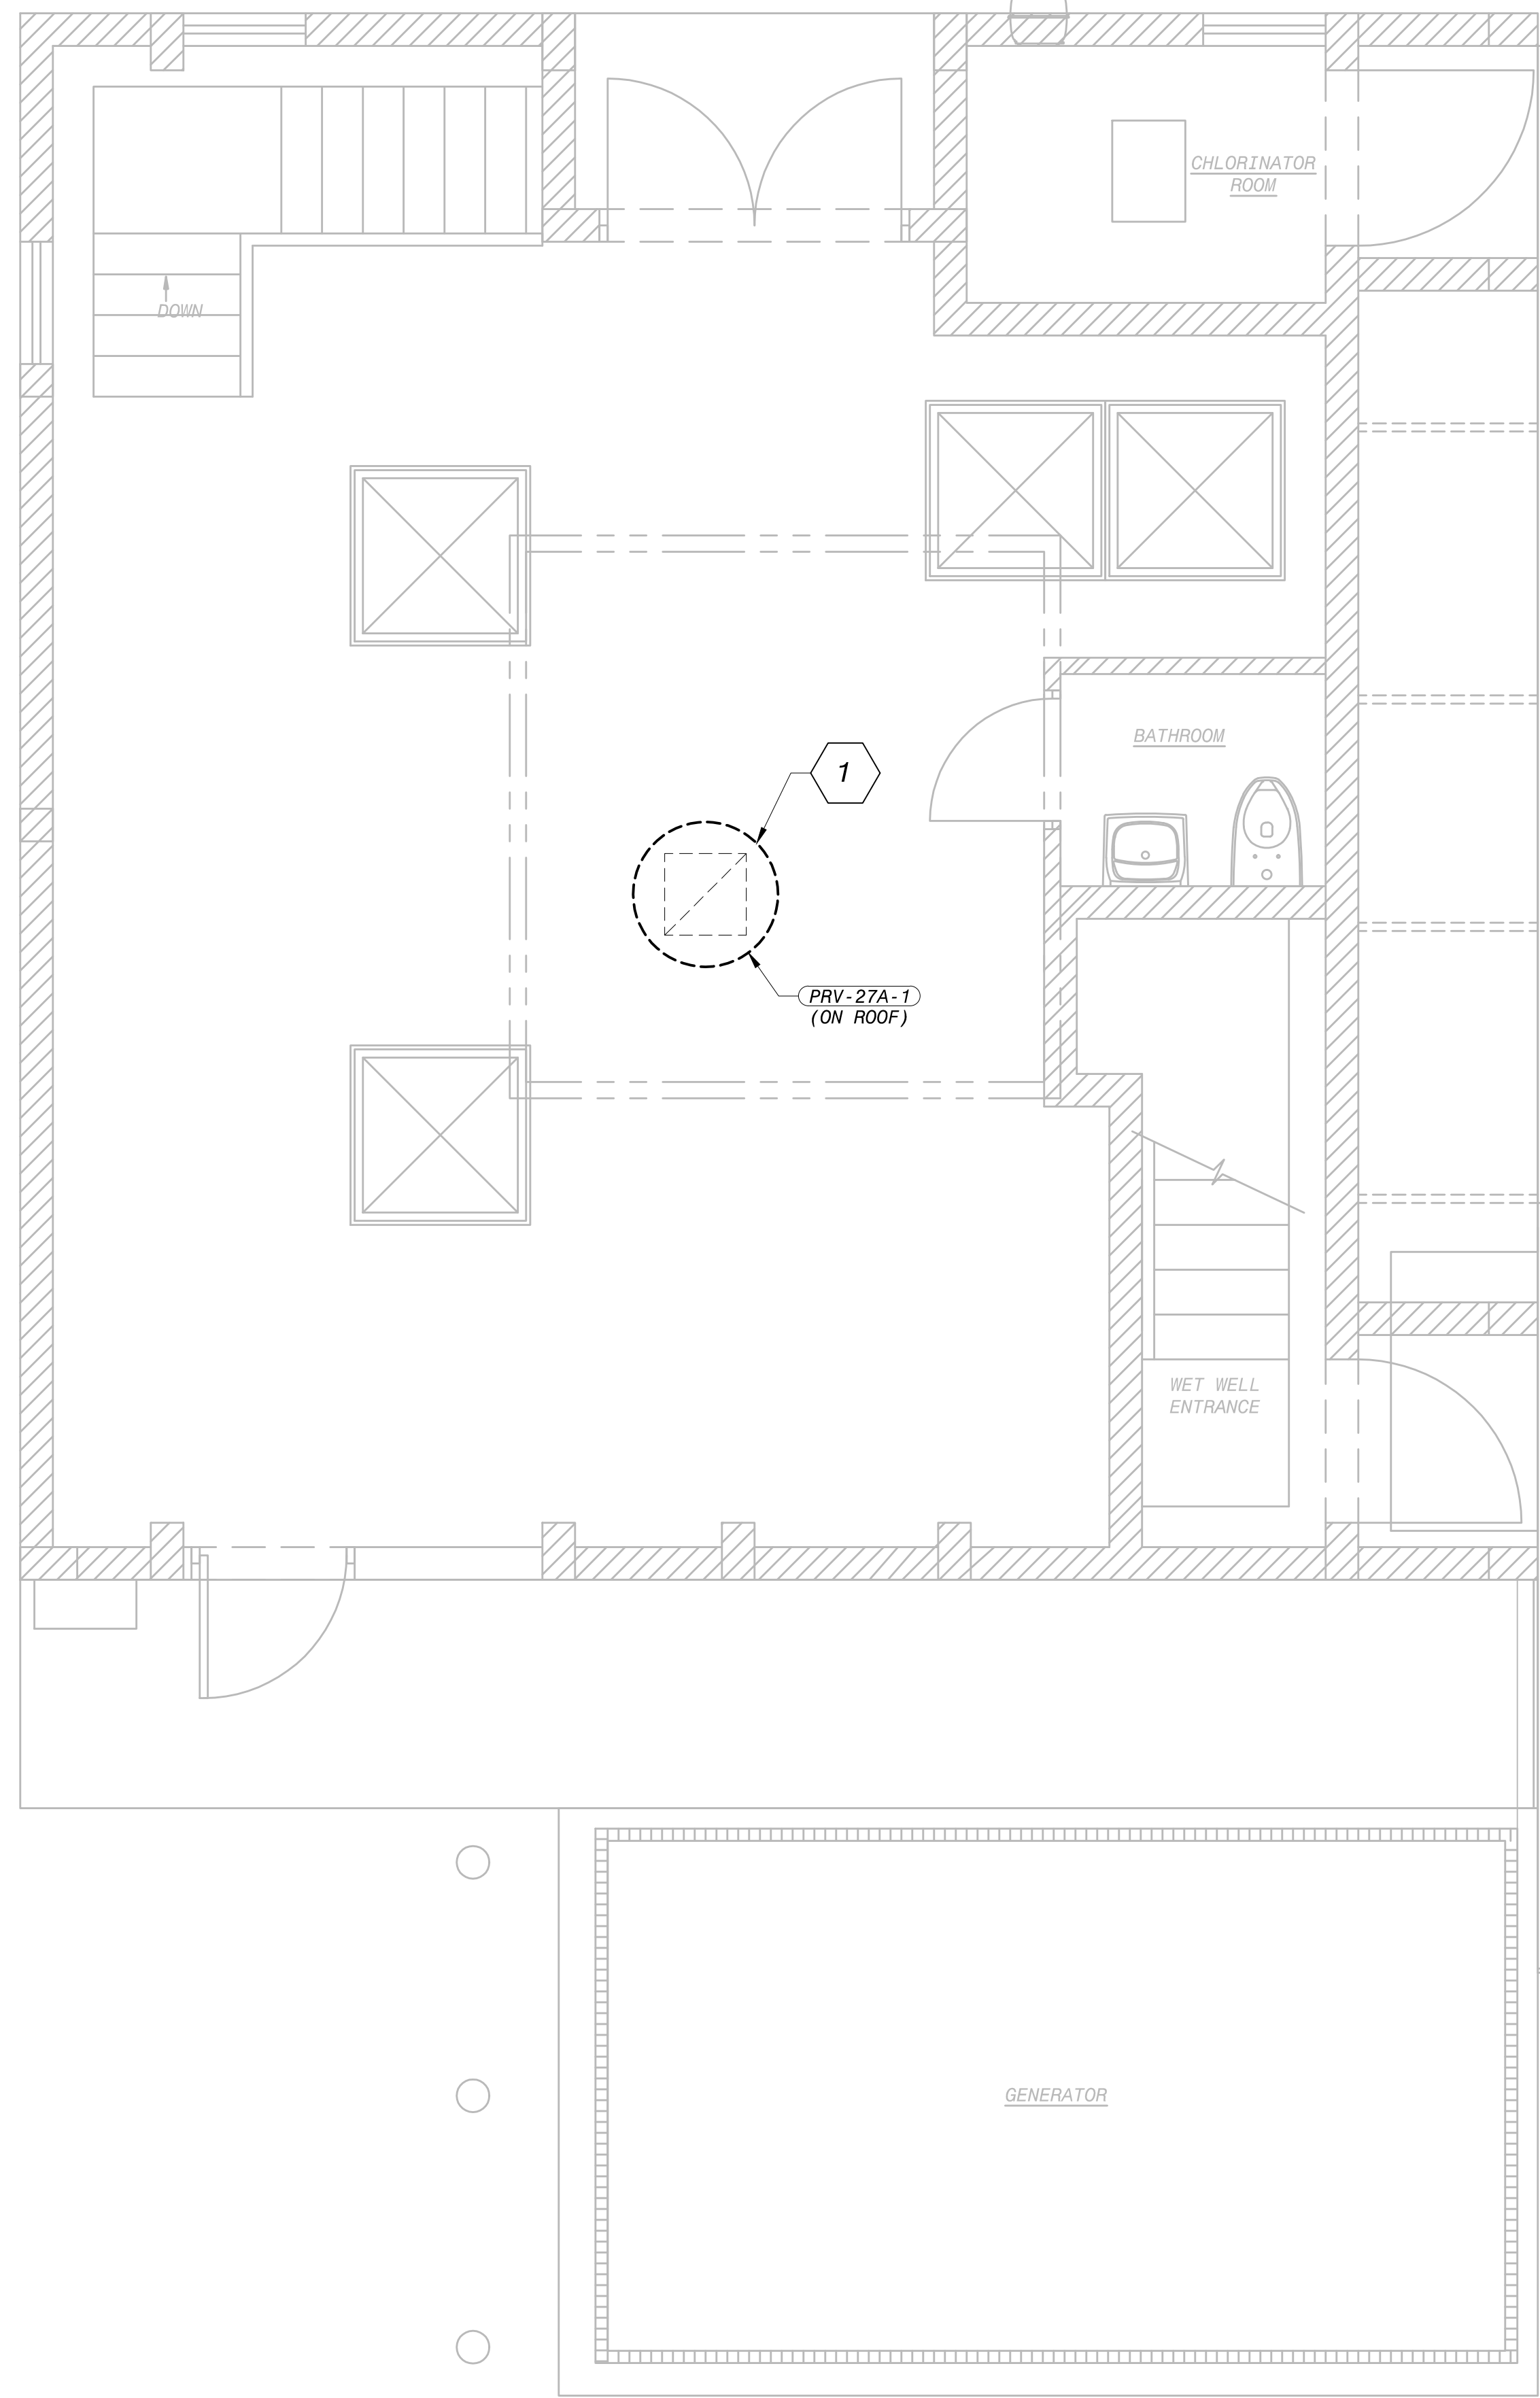 CHLORINATOR
ROOM
DOWN
BATHROOM
1
PRV-27A-1
(ON ROOF)
WET WELL
ENTRANCE
GENERATOR